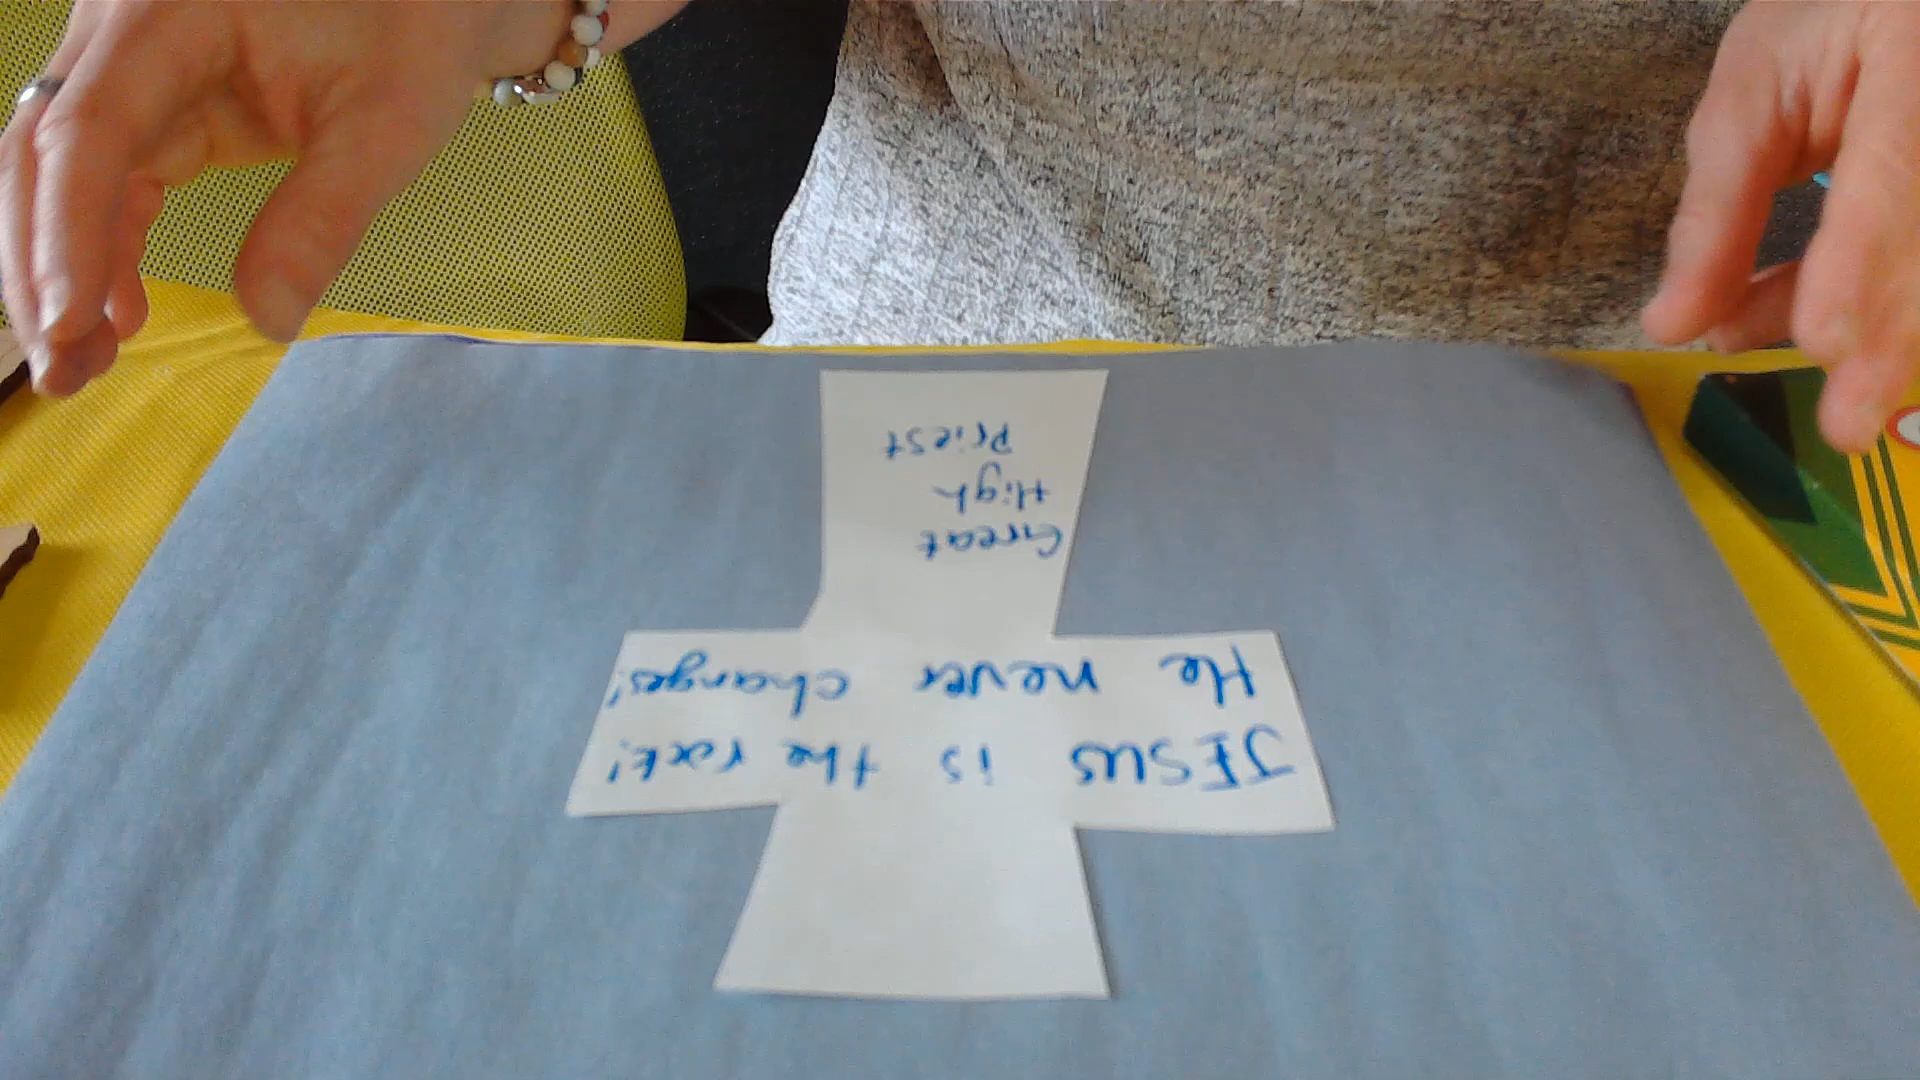 JESUS is the rock!
He never changes!
Great
High
Priest